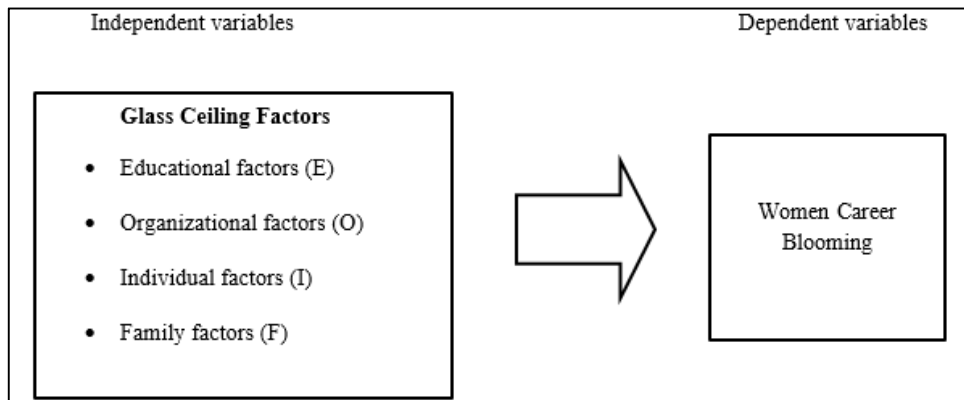 Independent variables
Dependent variables
Glass Ceiling Factors
• Educational factors (E)
• Organizational factors (O)
• Individual factors (I)
• Family factors (F)
Women Career
Blooming